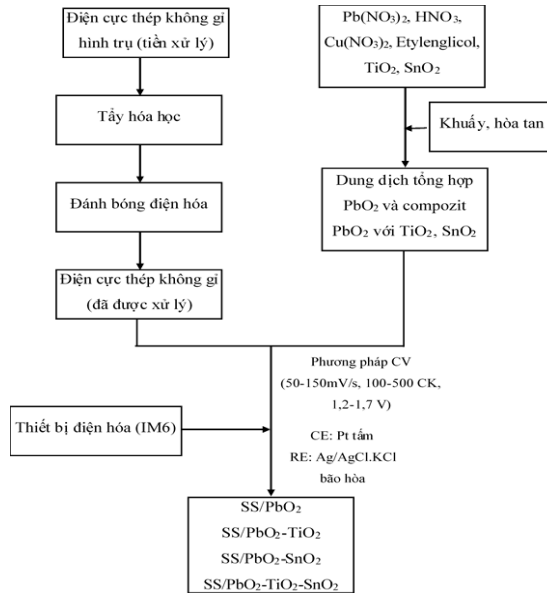 Điện cực thép không gỉ
hình trụ (tiền xử lý)
Tẩy hóa học
Đánh bóng điện hóa
Điện cực thép không gỉ
(đã được xử lý)
Pb(NO₃)₂, HNO₃,
Cu(NO₃)₂, Etylenglicol,
TiO₂, SnO₂
Khuấy, hòa tan
Dung dịch tổng hợp
PbO₂ và compozit
PbO₂ với TiO₂, SnO₂
Phương pháp CV
(50-150mV/s, 100-500 CK,
1,2-1,7 V)
Thiết bị điện hóa (IM6)
CE: Pt tấm
RE: Ag/AgCl.KCl
bão hòa
SS/PbO₂
SS/PbO₂-TiO₂
SS/PbO₂-SnO₂
SS/PbO₂-TiO₂-SnO₂